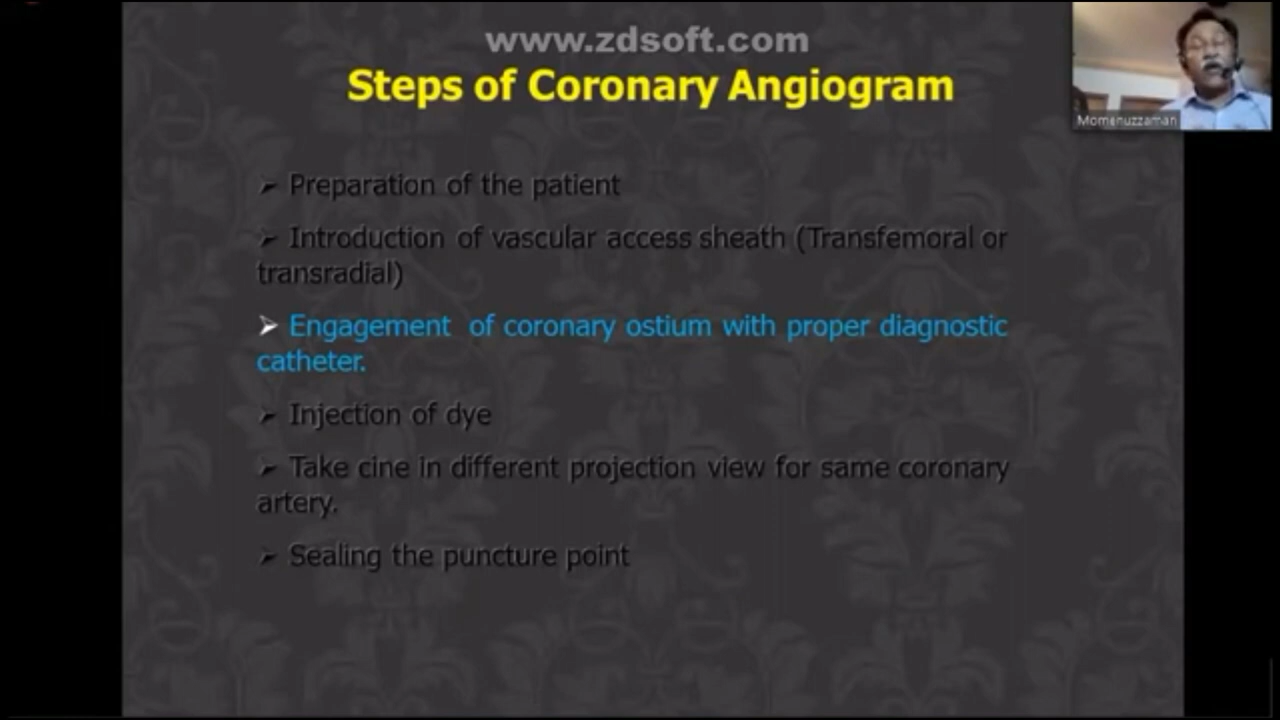 www.zdsoft.com
Steps of Coronary Angiogram
Momenuzzaman
➢ Preparation of the patient
➢ Introduction of vascular access sheath (Transfemoral or
transradial)
➢ Engagement of coronary ostium with proper diagnostic
catheter.
➢ Injection of dye
➢ Take cine in different projection view for same coronary
artery.
➢ Sealing the puncture point